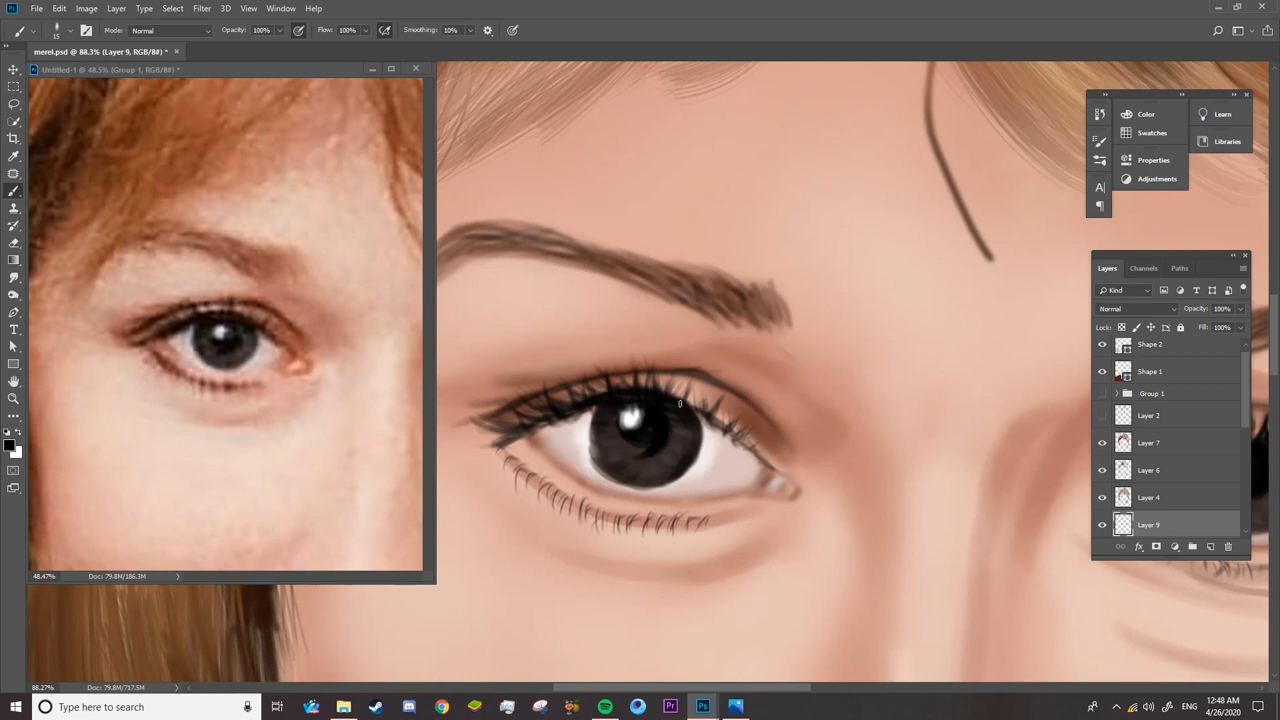 File Edit Image Layer Type Select Filter 3D View Window Help
15 Mode: Normal Opacity: 100% Flow: 100% Smoothing: 10%
merel.psd @ 88.3% (Layer 9, RGB/8#) *
Untitled-1 @ 48.5% (Group 1, RGB/8#) *
Color Learn
Swatches
Libraries
Properties
Adjustments
Layers Channels Paths
Kind
Normal Opacity: 100%
Lock: Fill: 100%
Shape 2
Shape 1
Group 1
Layer 2
Layer 7
Layer 6
Layer 4
Layer 9
48.47% Doc: 79.8M/186.3M
88.27% Doc: 79.8M/717.5M
Type here to search
12:48 AM
4/26/2020